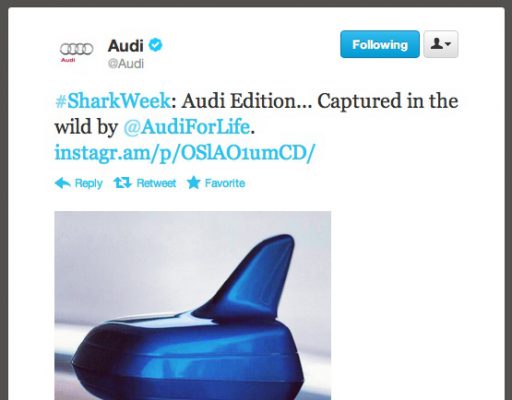 Audi
@Audi
Following
Audi
#SharkWeek: Audi Edition... Captured in the
wild by @AudiForLife.
instagr.am/p/OSlAO1umCD/
Reply Retweet Favorite